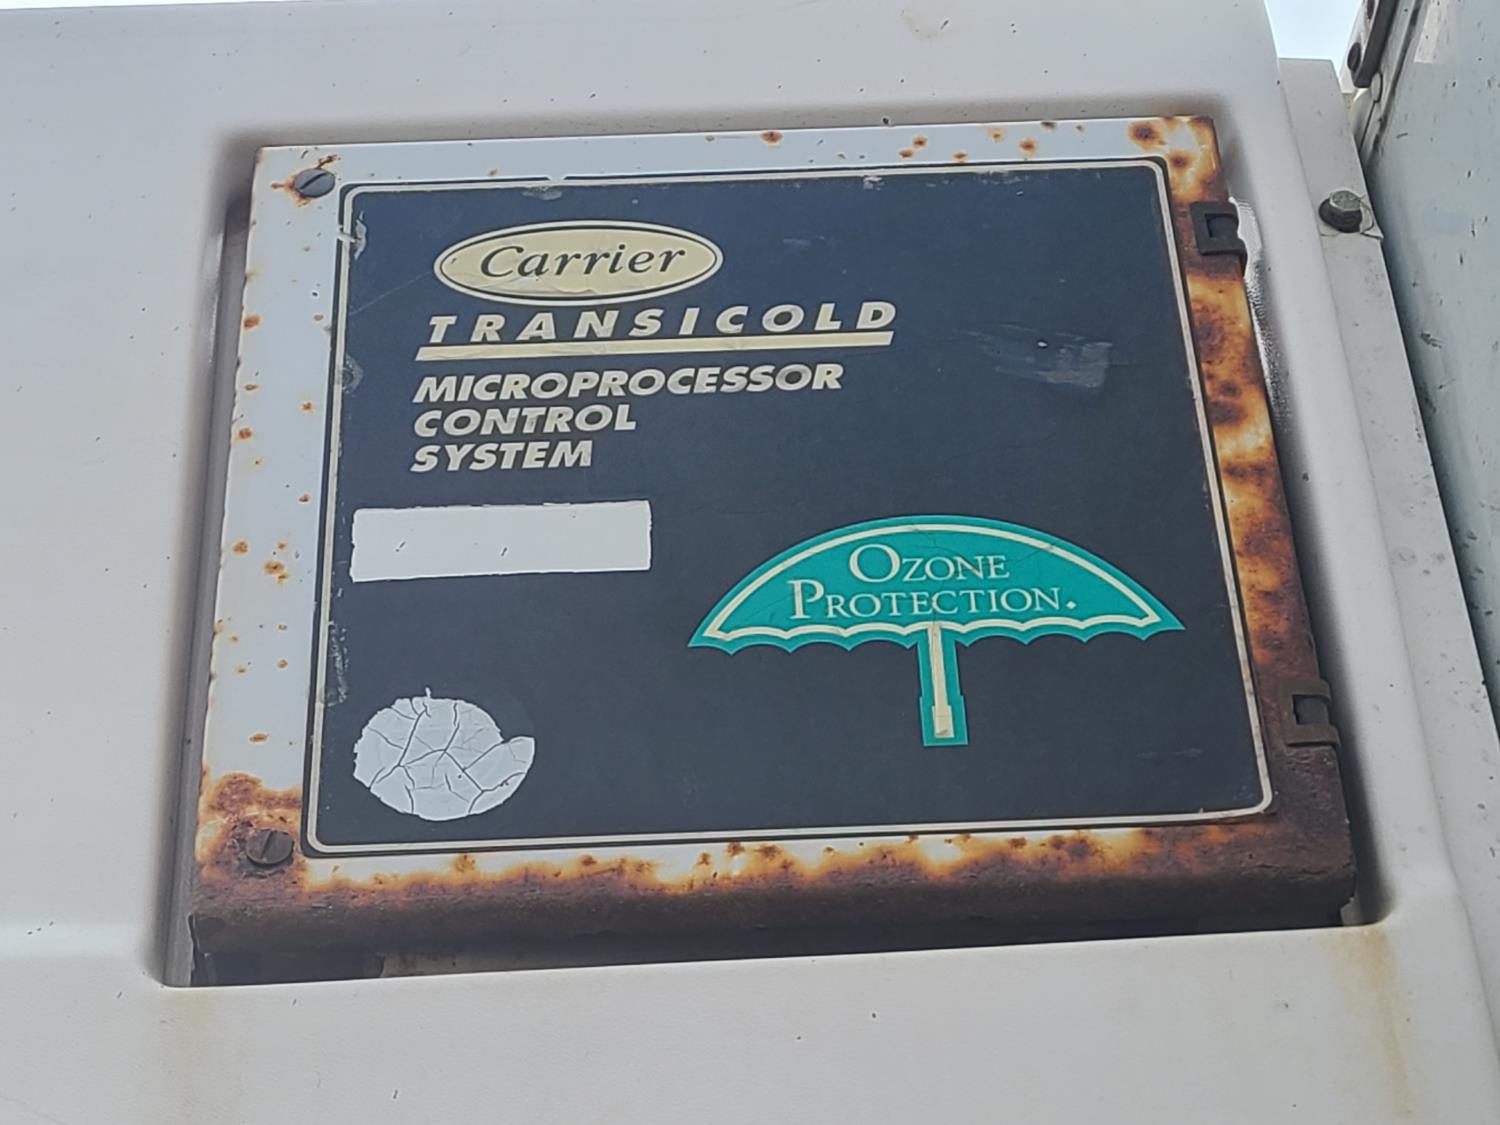 Carrier
TRANSICOLD
MICROPROCESSOR
CONTROL
SYSTEM
OZONE
PROTECTION.